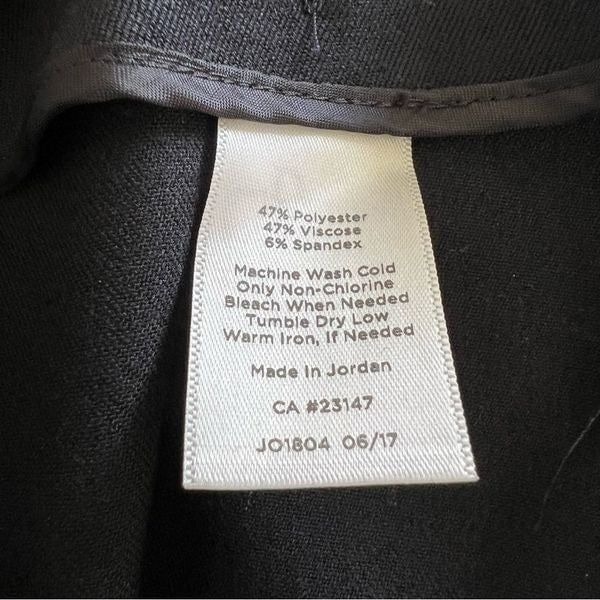 47% Polyester
47% Viscose
6% Spandex
Machine Wash Cold
Only Non-Chlorine
Bleach When Needed
Tumble Dry Low
Warm Iron, If Needed
Made In Jordan
CA #23147
JO1804 06/17